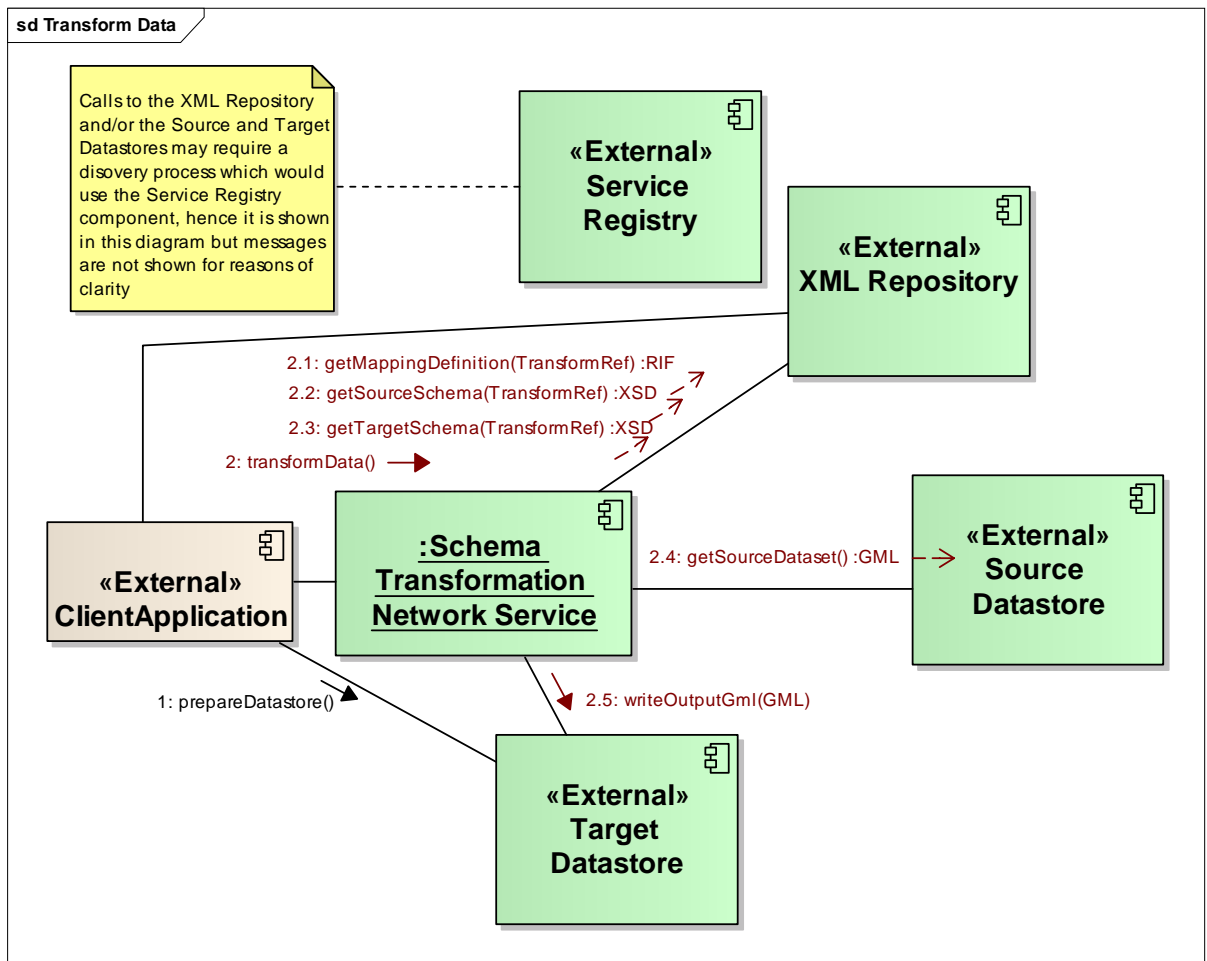 sd Transform Data
Calls to the XML Repository
and/or the Source and Target
Datastores may require a
disovery process which would
use the Service Registry
component, hence it is shown
in this diagram but messages
are not shown for reasons of
clarity
«External»
Service
Registry
«External»
XML Repository
2.1: getMappingDefinition(TransformRef) :RIF
2.2: getSourceSchema(TransformRef) :XSD
2.3: getTargetSchema(TransformRef) :XSD
2: transformData()
«External»
ClientApplication
:Schema
Transformation
Network Service
2.4: getSourceDataset() :GML
«External»
Source
Datastore
1: prepareDatastore()
2.5: writeOutputGml(GML)
«External»
Target
Datastore